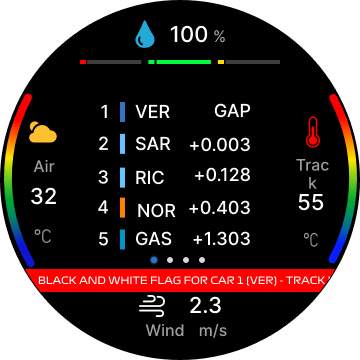 100 %
1 VER GAP
2 SAR +0.003
3 RIC +0.128
4 NOR +0.403
5 GAS +1.303
Air
32
°C
Trac
k
55
°C
BLACK AND WHITE FLAG FOR CAR 1 (VER) - TRACK
2.3
Wind m/s